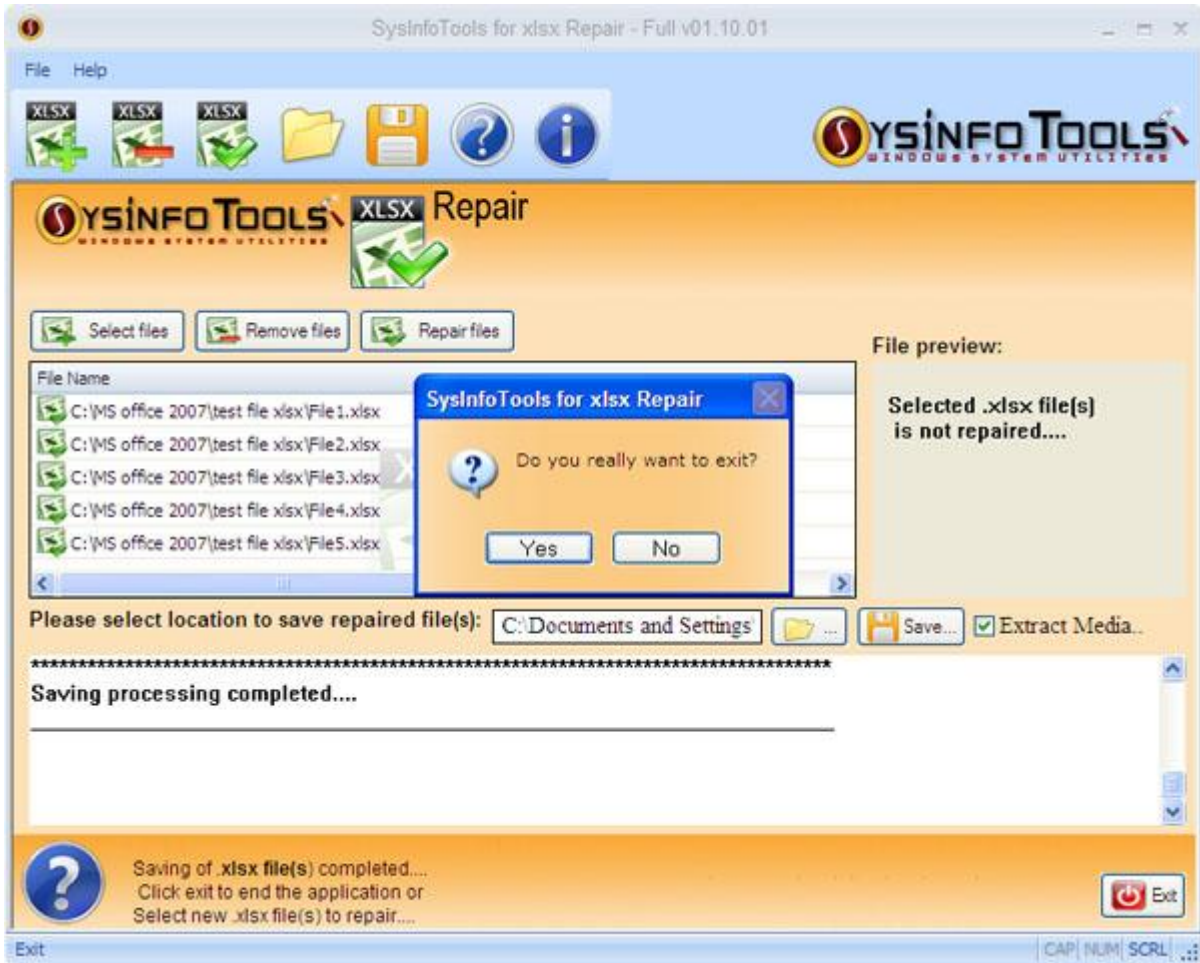 SysInfoTools for xlsx Repair - Full v01.10.01
File Help
XLSX XLSX XLSX
SYSINFO TOOLS
WINDOWS SYSTEM UTILITIES
SYSINFO TOOLS
WINDOWS SYSTEM UTILITIES
XLSX
Repair
Select files Remove files Repair files
File preview:
File Name
C:\MS office 2007\test file xlsx\File1.xlsx
C:\MS office 2007\test file xlsx\File2.xlsx
C:\MS office 2007\test file xlsx\File3.xlsx
C:\MS office 2007\test file xlsx\File4.xlsx
C:\MS office 2007\test file xlsx\File5.xlsx
SysInfoTools for xlsx Repair
Do you really want to exit?
Yes No
Selected .xlsx file(s)
is not repaired....
Please select location to save repaired file(s): C:\Documents and Settings\ ... Save... Extract Media..
************************************************************************************
Saving processing completed....
Saving of .xlsx file(s) completed....
Click exit to end the application or
Select new .xlsx file(s) to repair....
Exit
Exit CAP NUM SCRL